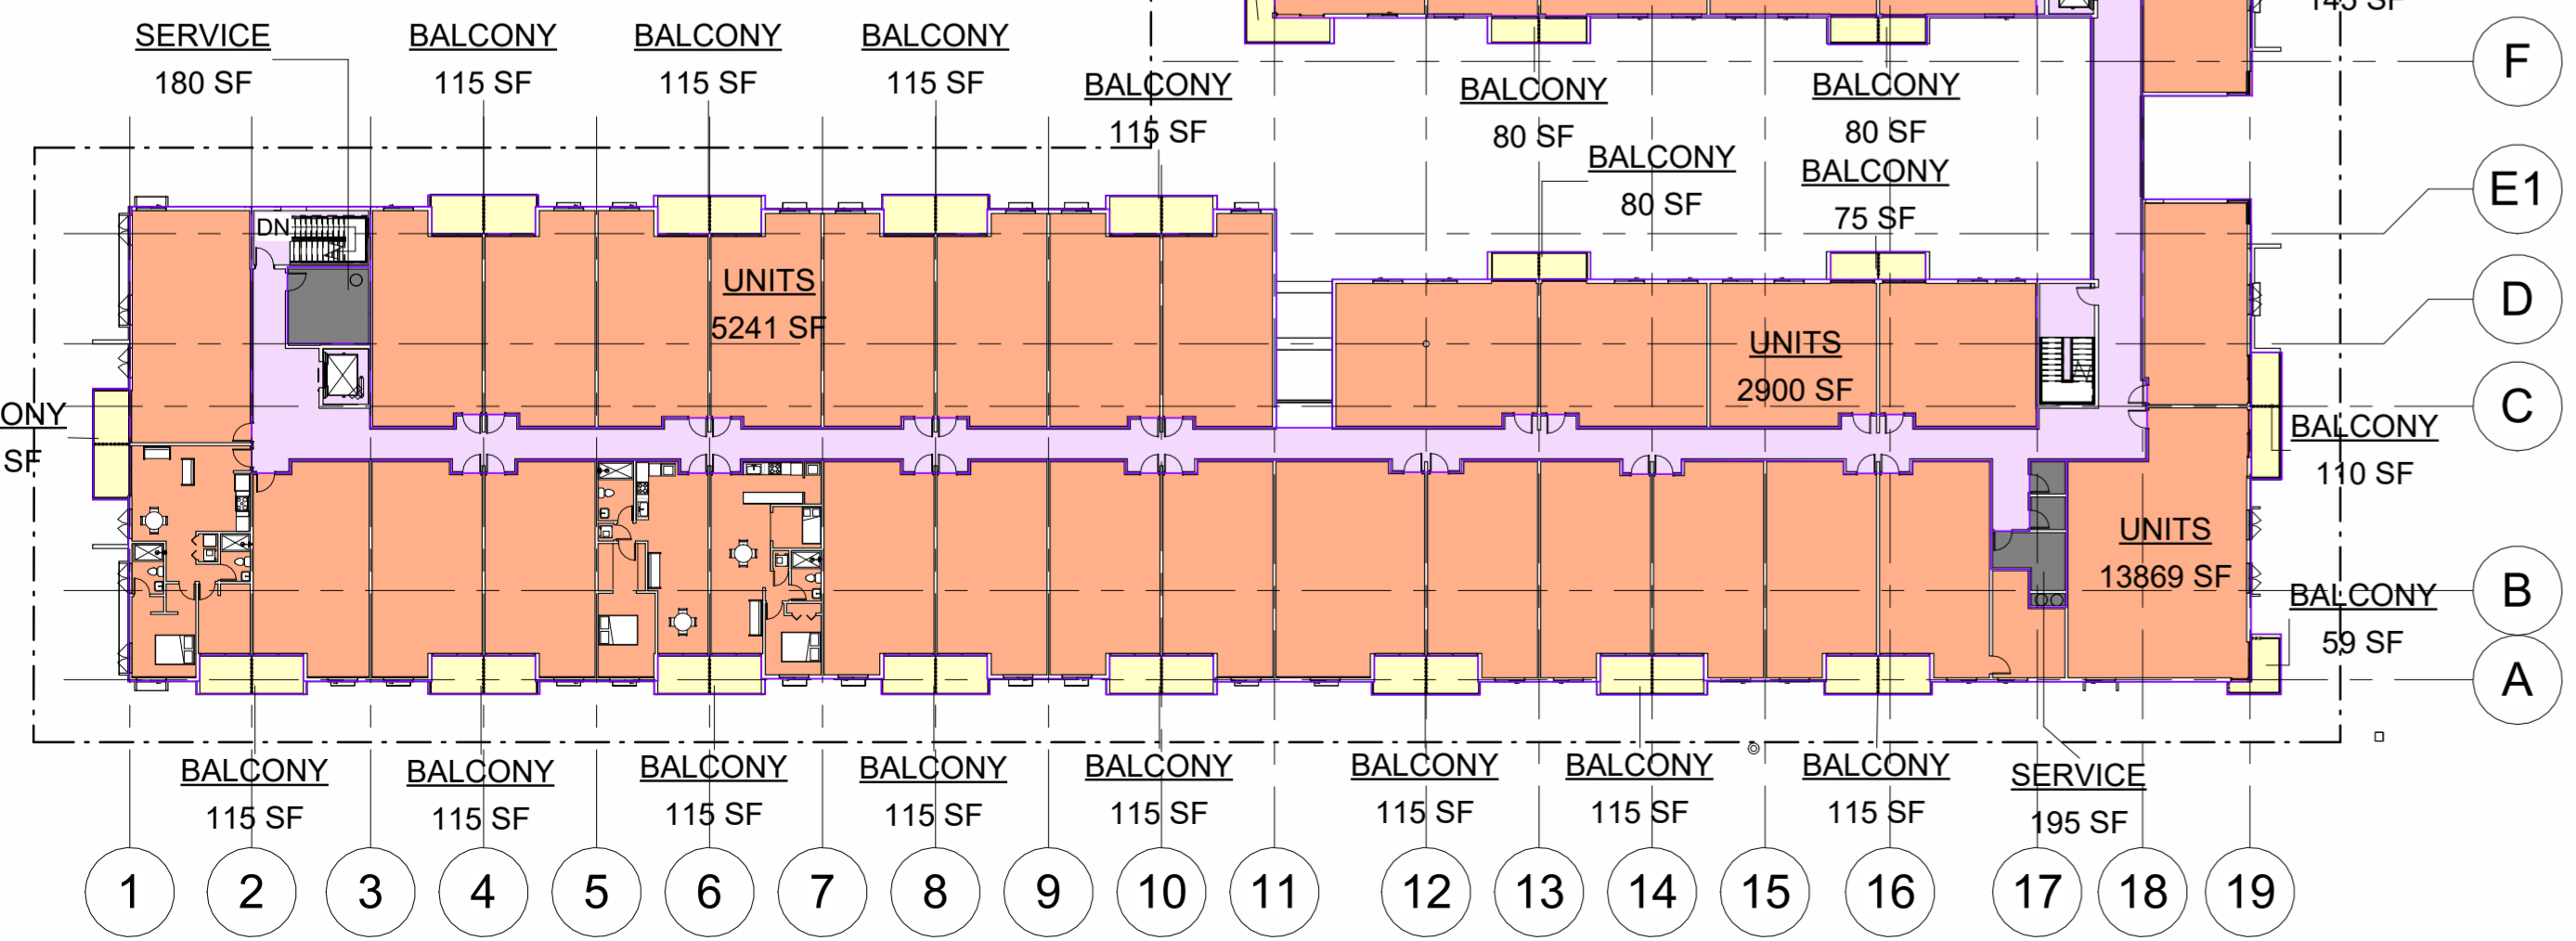 145 SF
SERVICE
180 SF
BALCONY
115 SF
BALCONY
115 SF
BALCONY
115 SF
BALCONY
115 SF
BALCONY
80 SF
BALCONY
80 SF
F
BALCONY
80 SF
BALCONY
75 SF
E1
DN
UNITS
5241 SF
D
UNITS
2900 SF
C
ONY
SF
BALCONY
110 SF
UNITS
13869 SF
B
BALCONY
59 SF
A
BALCONY
115 SF
BALCONY
115 SF
BALCONY
115 SF
BALCONY
115 SF
BALCONY
115 SF
BALCONY
115 SF
BALCONY
115 SF
BALCONY
115 SF
SERVICE
195 SF
1 2 3 4 5 6 7 8 9 10 11 12 13 14 15 16 17 18 19